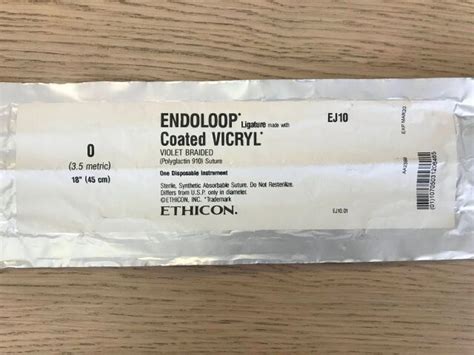 0
(3.5 metric)
18" (45 cm)
ENDOLOOP* Ligature made with
Coated VICRYL*
VIOLET BRAIDED
(Polyglactin 910) Suture
One Disposable Instrument
Sterile, Synthetic Absorbable Suture. Do Not Resterilize.
Differs from U.S.P. only in diameter.
©ETHICON, INC. *Trademark
ETHICON.
EJ10
EJ10.01